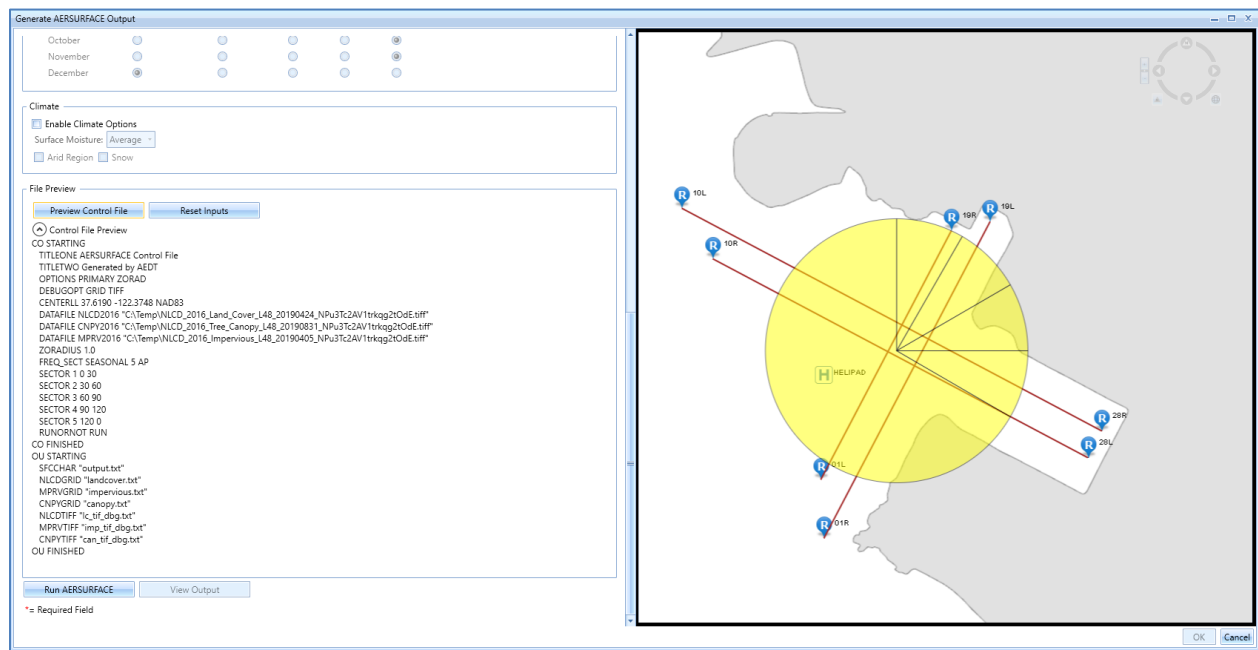 Generate AERSURFACE Output
October
November
December
Climate
Enable Climate Options
Surface Moisture: Average
Arid Region Snow
File Preview
Preview Control File Reset Inputs
Control File Preview
CO STARTING
TITLEONE AERSURFACE Control File
TITLETWO Generated by AEDT
OPTIONS PRIMARY ZORAD
DEBUGOPT GRID TIFF
CENTERLL 37.6190 -122.3748 NAD83
DATAFILE NLCD2016 "C:\Temp\NLCD_2016_Land_Cover_L48_20190424_NPu3Tc2AV1trkqg2tOdE.tiff"
DATAFILE CNPY2016 "C:\Temp\NLCD_2016_Tree_Canopy_L48_20190831_NPu3Tc2AV1trkqg2tOdE.tiff"
DATAFILE MPRV2016 "C:\Temp\NLCD_2016_Impervious_L48_20190405_NPu3Tc2AV1trkqg2tOdE.tiff"
ZORADIUS 1.0
FREQ_SECT SEASONAL 5 AP
SECTOR 1 0 30
SECTOR 2 30 60
SECTOR 3 60 90
SECTOR 4 90 120
SECTOR 5 120 0
RUNORNOT RUN
CO FINISHED
OU STARTING
SFCCHAR "output.txt"
NLCDGRID "landcover.txt"
MPRVGRID "impervious.txt"
CNPYGRID "canopy.txt"
NLCDTIFF "lc_tif_dbg.txt"
MPRVTIFF "imp_tif_dbg.txt"
CNPYTIFF "can_tif_dbg.txt"
OU FINISHED
Run AERSURFACE View Output
*= Required Field
R 10L
R 19L
R 19R
R 10R
H HELIPAD
R 28R
R 28L
R 01L
R 01R
OK Cancel